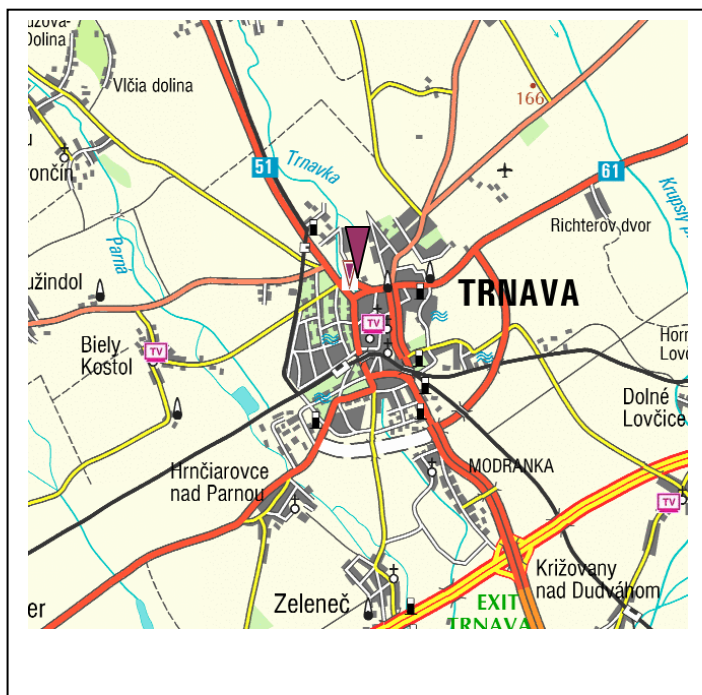 Dolina
Vlčia dolina
166
51
Trnavka
61
Richterov dvor
Parná
TRNAVA
TV
Biely
Kostol
TV
Dolné
Lovčice
Hrnčiarovce
nad Parnou
MODRANKA
TV
Križovany
nad Dudváhom
Zeleneč
EXIT
TRNAVA